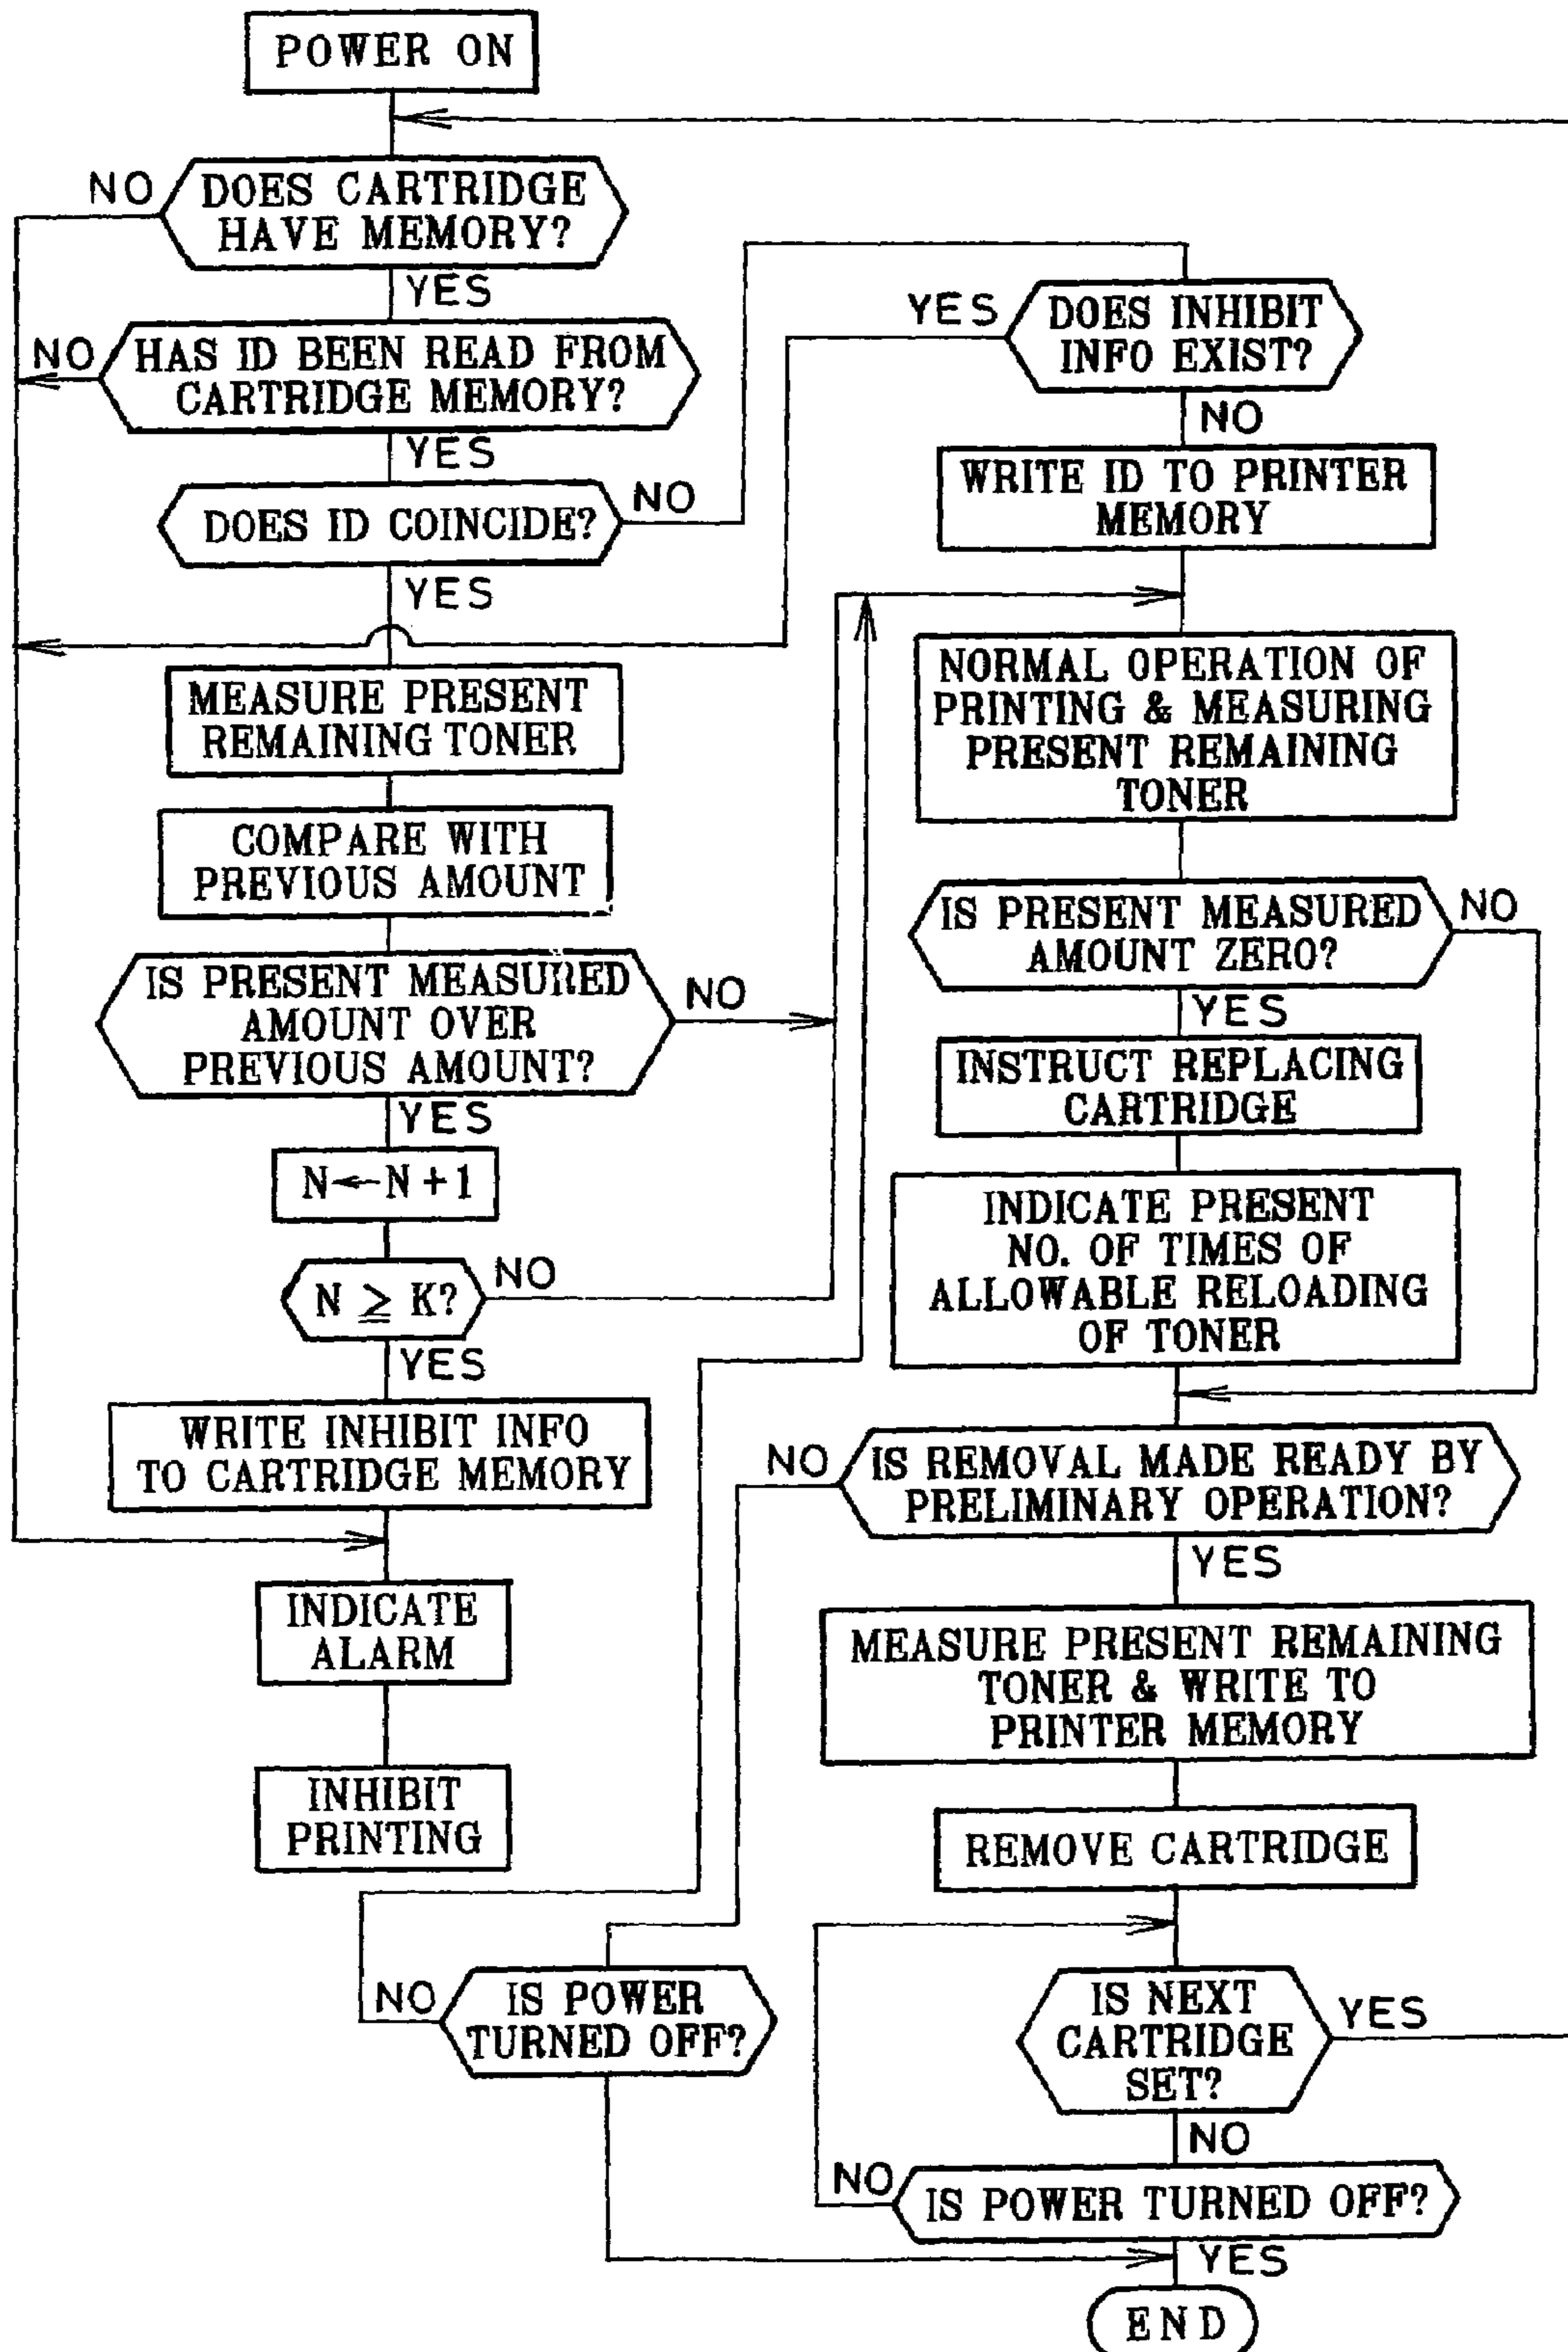 POWER ON
NO
DOES CARTRIDGE
HAVE MEMORY?
YES
NO
HAS ID BEEN READ FROM
CARTRIDGE MEMORY?
YES
DOES ID COINCIDE?
NO
YES
MEASURE PRESENT
REMAINING TONER
COMPARE WITH
PREVIOUS AMOUNT
IS PRESENT MEASURED
AMOUNT OVER
PREVIOUS AMOUNT?
NO
YES
N←N+1
N ≧ K?
NO
YES
WRITE INHIBIT INFO
TO CARTRIDGE MEMORY
INDICATE
ALARM
INHIBIT
PRINTING
NO
IS POWER
TURNED OFF?
YES
DOES INHIBIT
INFO EXIST?
NO
WRITE ID TO PRINTER
MEMORY
NORMAL OPERATION OF
PRINTING & MEASURING
PRESENT REMAINING
TONER
IS PRESENT MEASURED
AMOUNT ZERO?
NO
YES
INSTRUCT REPLACING
CARTRIDGE
INDICATE PRESENT
NO. OF TIMES OF
ALLOWABLE RELOADING
OF TONER
NO
IS REMOVAL MADE READY BY
PRELIMINARY OPERATION?
YES
MEASURE PRESENT REMAINING
TONER & WRITE TO
PRINTER MEMORY
REMOVE CARTRIDGE
IS NEXT
CARTRIDGE
SET?
YES
NO
NO
IS POWER TURNED OFF?
YES
END